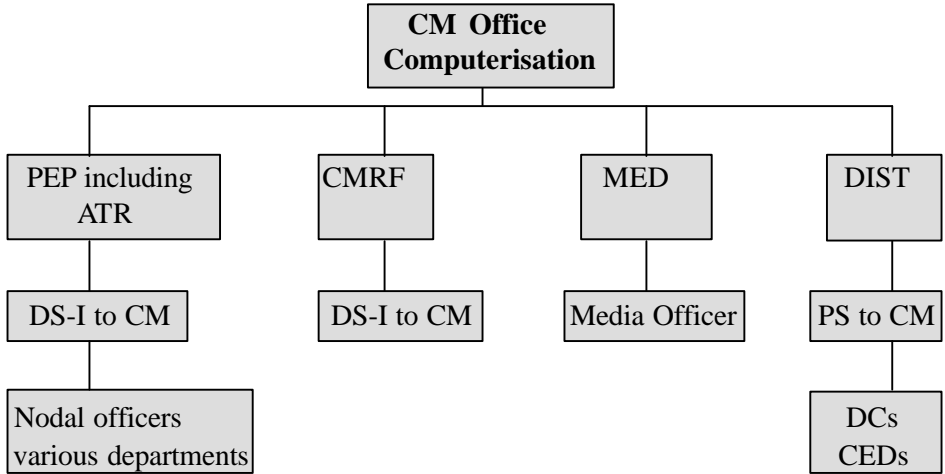 CM Office
Computerisation
PEP including
ATR
CMRF
MED
DIST
DS-I to CM
DS-I to CM
Media Officer
PS to CM
Nodal officers
various departments
DCs
CEDs